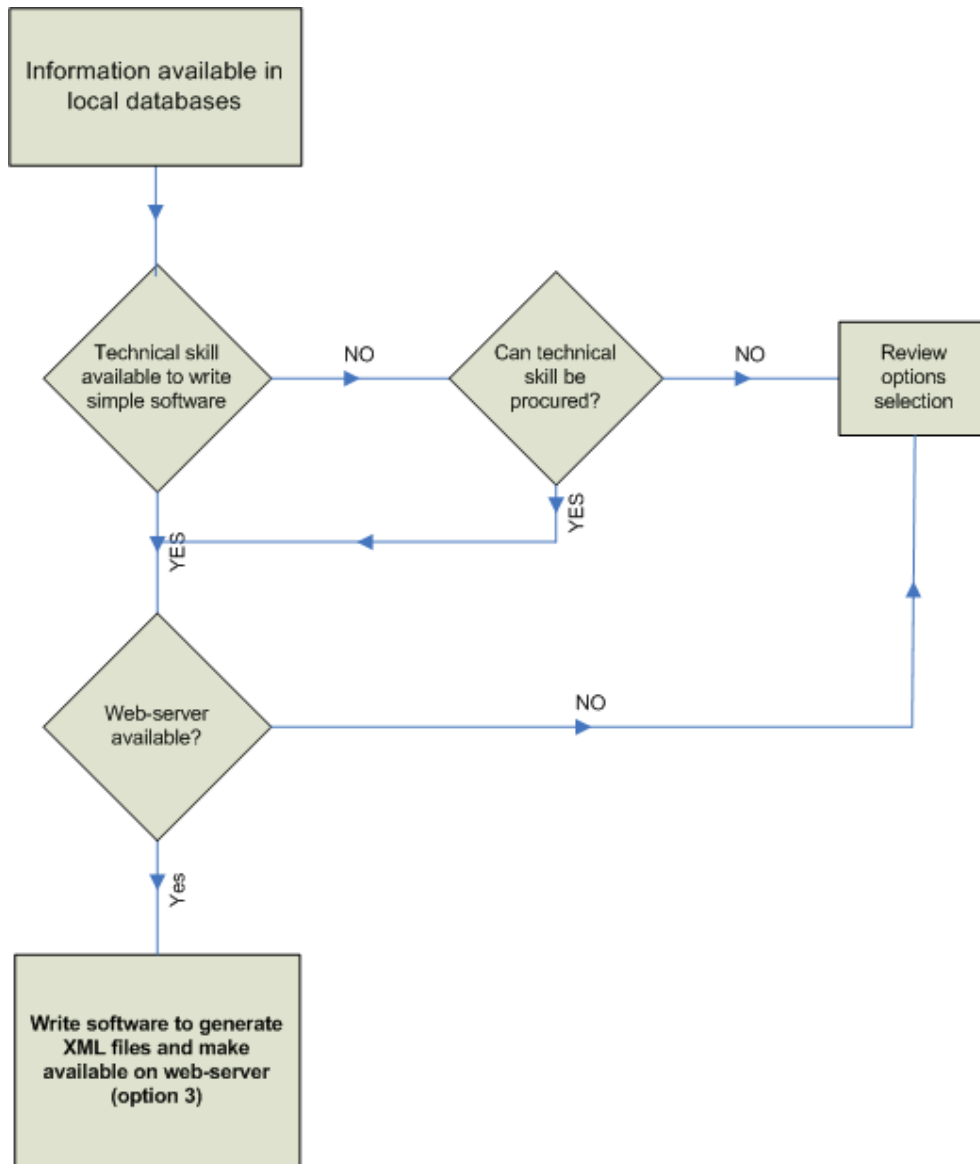 Information available in
local databases
Technical skill
available to write
simple software
NO
Can technical
skill be
procured?
NO
Review
options
selection
YES
YES
Web-server
available?
NO
Yes
Write software to generate
XML files and make
available on web-server
(option 3)